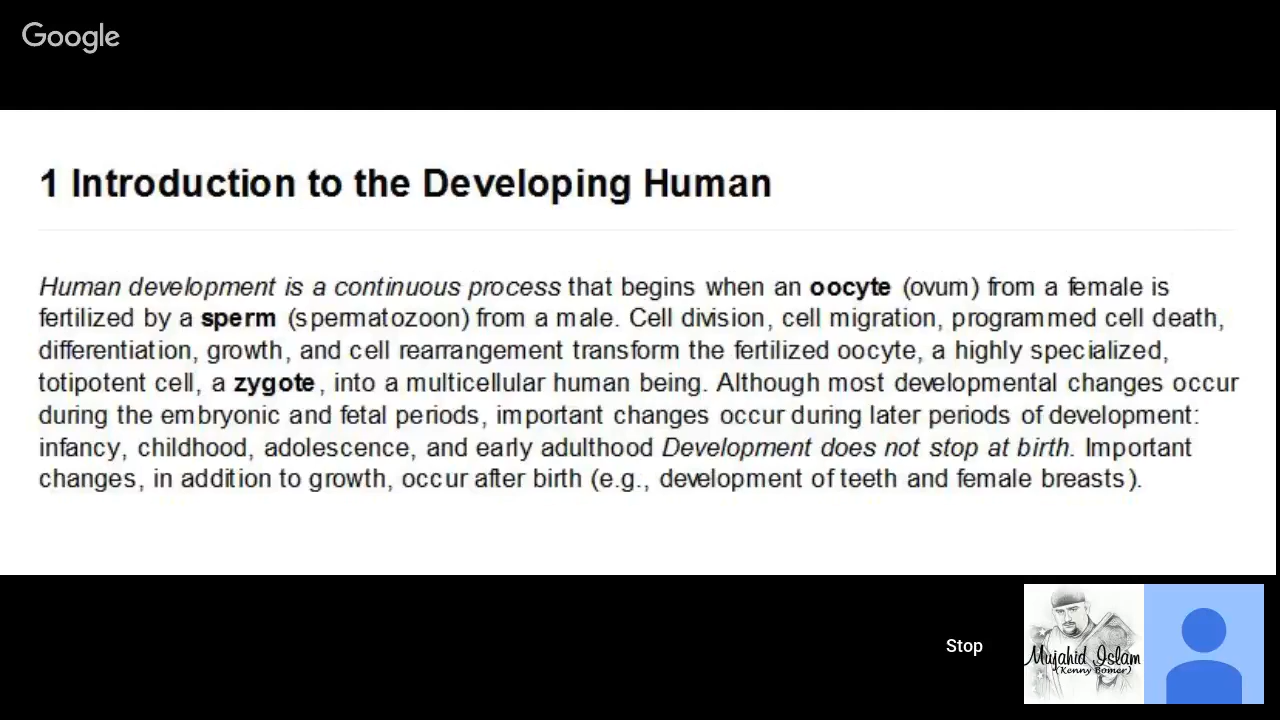 Google
1 Introduction to the Developing Human
Human development is a continuous process that begins when an oocyte (ovum) from a female is
fertilized by a sperm (spermatozoon) from a male. Cell division, cell migration, programmed cell death,
differentiation, growth, and cell rearrangement transform the fertilized oocyte, a highly specialized,
totipotent cell, a zygote, into a multicellular human being. Although most developmental changes occur
during the embryonic and fetal periods, important changes occur during later periods of development:
infancy, childhood, adolescence, and early adulthood Development does not stop at birth. Important
changes, in addition to growth, occur after birth (e.g., development of teeth and female breasts).
Stop
Mujahid Islam
(Kenny Bomer)